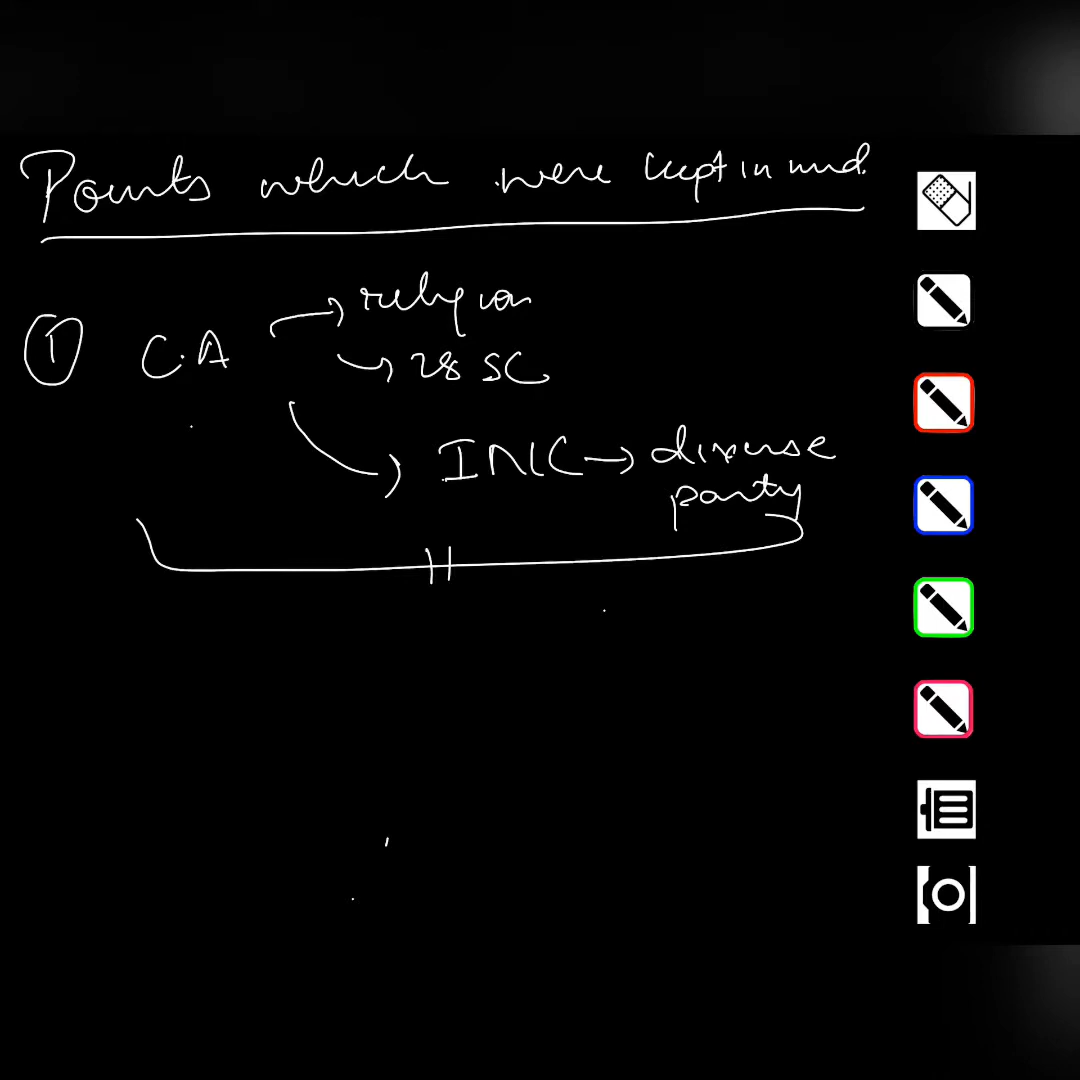 Points which were kept in mind.
① C.A → religion
→ 28 SC
→ INC → diverse
party